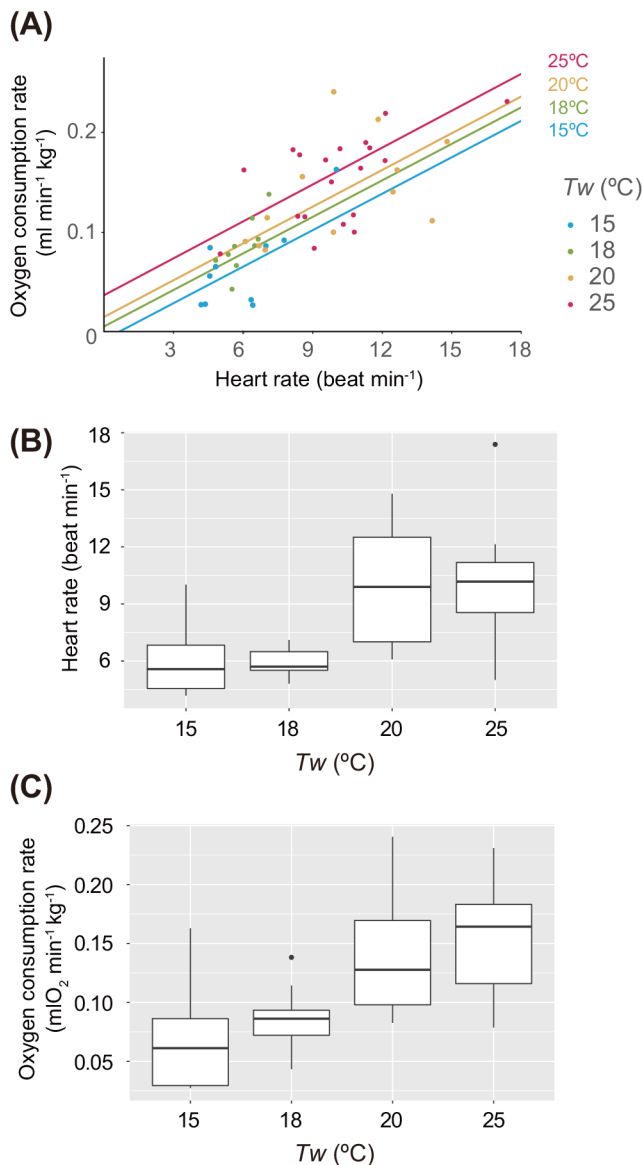 (A)
Oxygen consumption rate
(ml min⁻¹ kg⁻¹)
0.2
0.1
0
3 6 9 12 15 18
Heart rate (beat min⁻¹)
25ºC
20ºC
18ºC
15ºC
Tw (ºC)
15
18
20
25
(B)
Heart rate (beat min⁻¹)
18
15
12
9
6
15 18 20 25
Tw (ºC)
(C)
Oxygen consumption rate
(mlO₂ min⁻¹ kg⁻¹)
0.25
0.20
0.15
0.10
0.05
15 18 20 25
Tw (ºC)